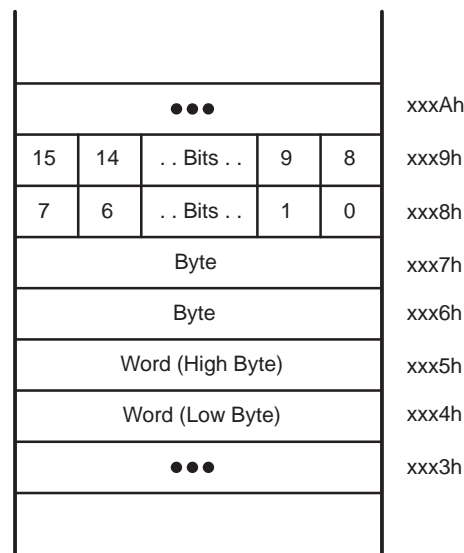 ●●● xxxAh
15 14 . . Bits . . 9 8 xxx9h
7 6 . . Bits . . 1 0 xxx8h
Byte xxx7h
Byte xxx6h
Word (High Byte) xxx5h
Word (Low Byte) xxx4h
●●● xxx3h